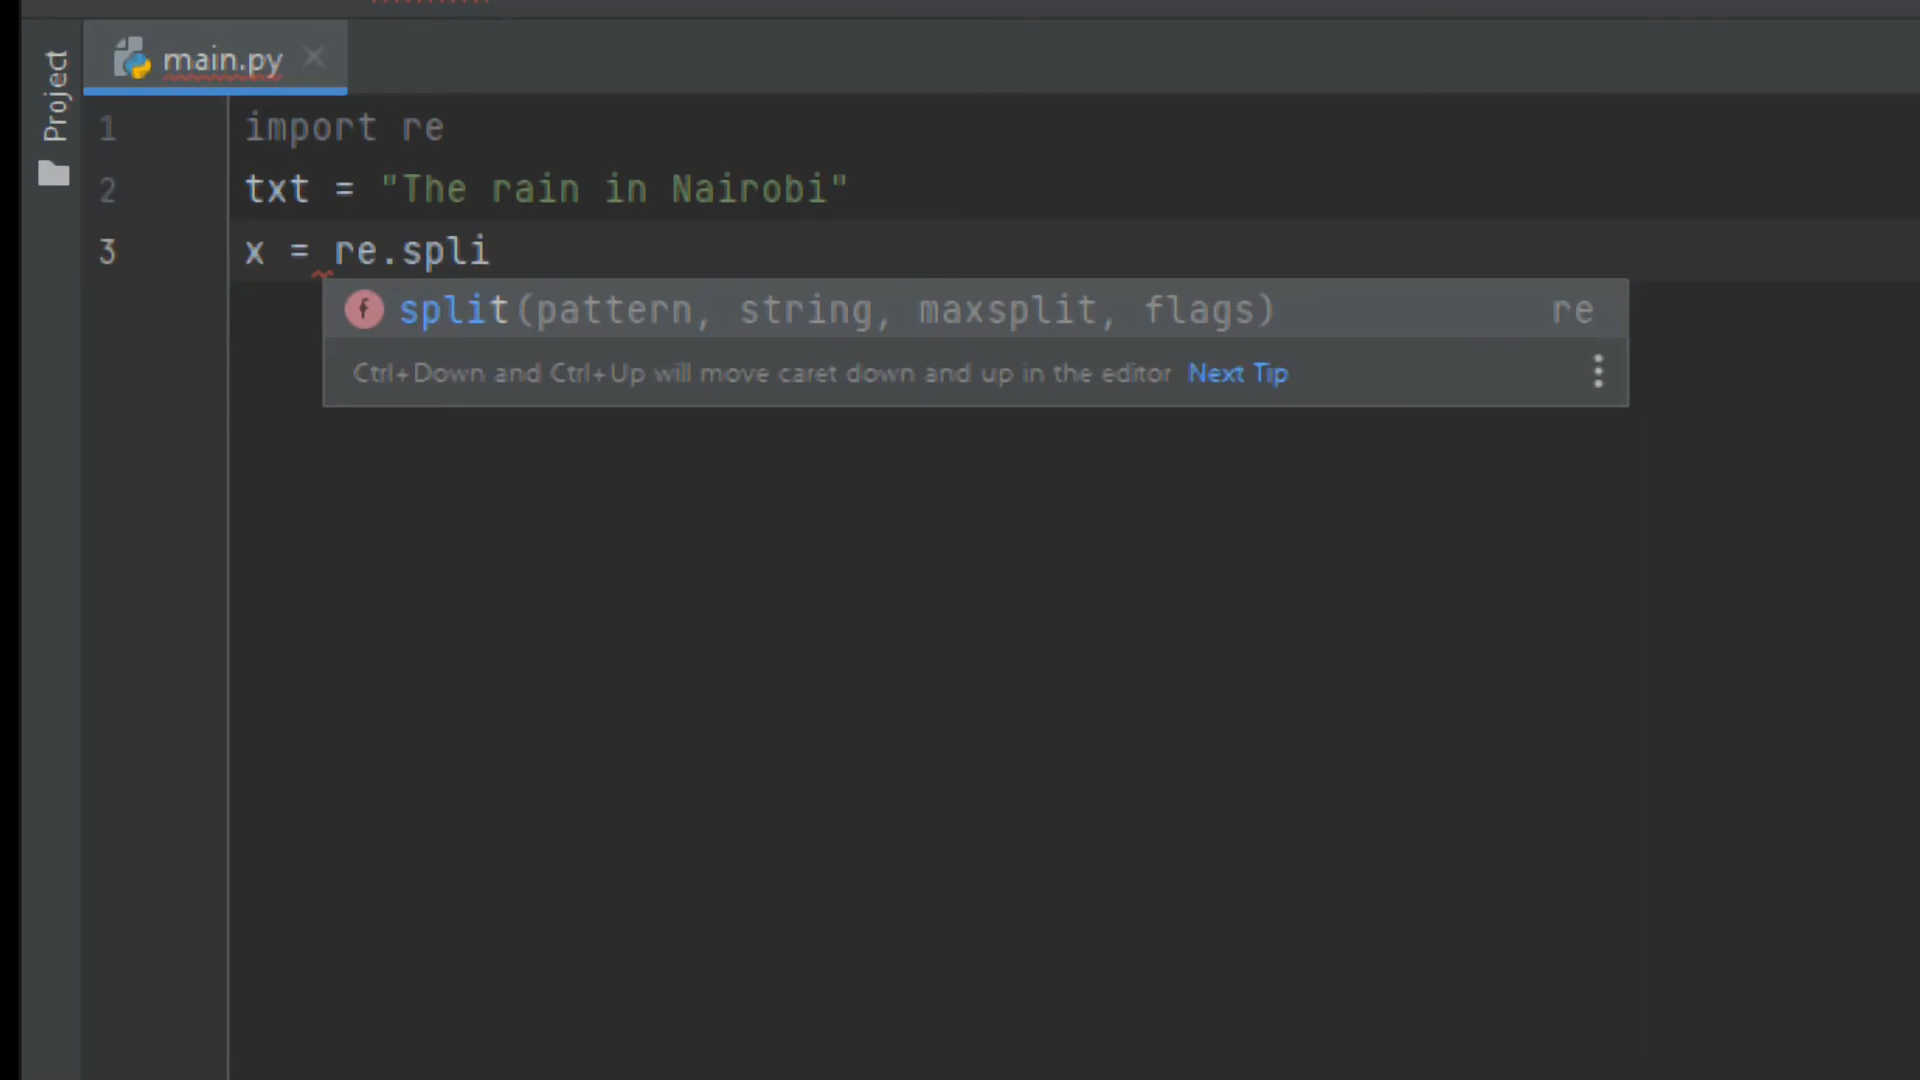 main.py
Project
1 import re
2 txt = "The rain in Nairobi"
3 x = re.spli
f split(pattern, string, maxsplit, flags) re
Ctrl+Down and Ctrl+Up will move caret down and up in the editor Next Tip